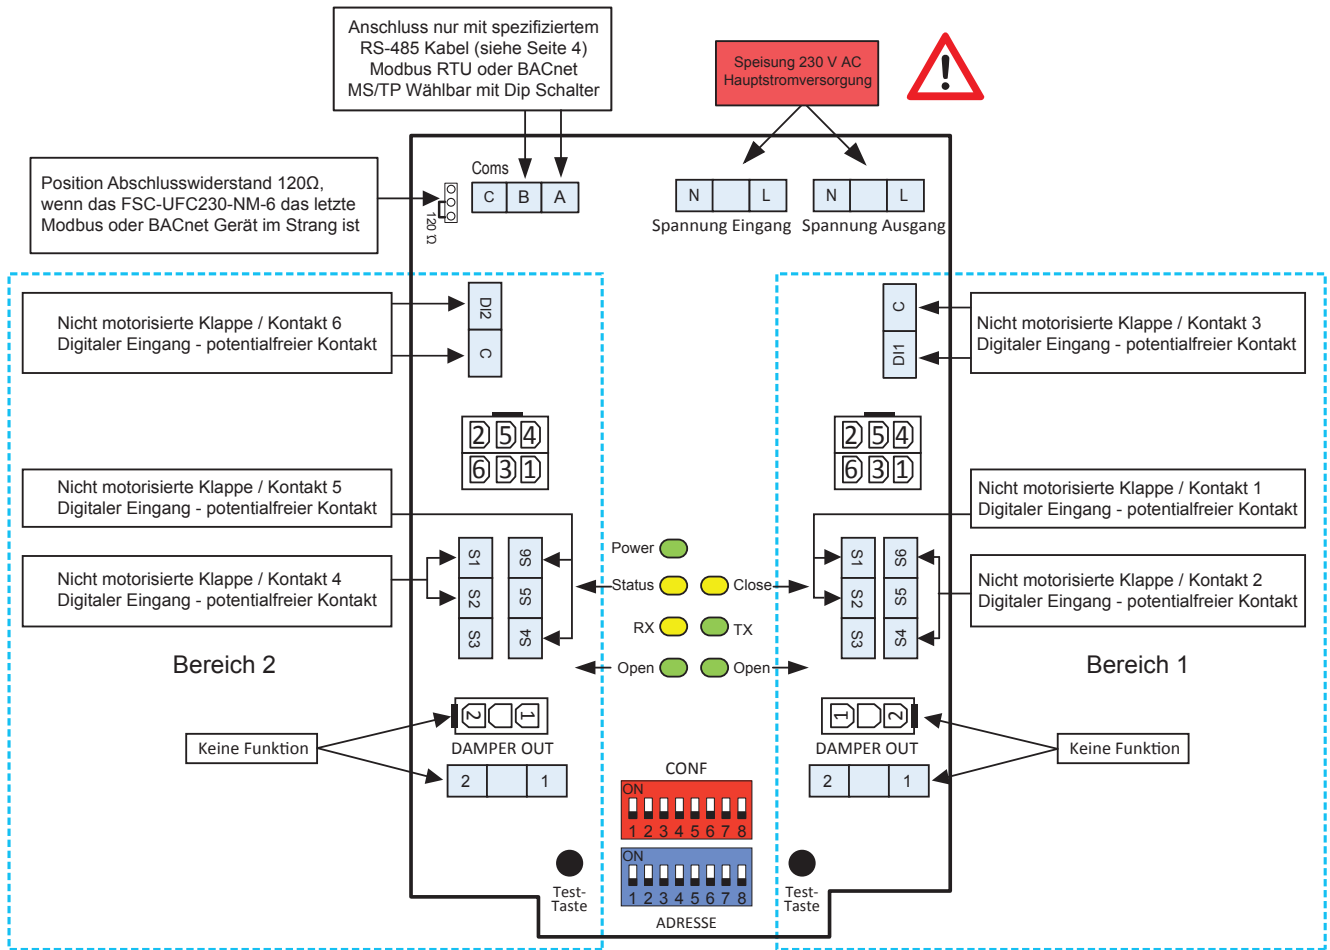 Anschluss nur mit spezifiziertem
RS-485 Kabel (siehe Seite 4)
Modbus RTU oder BACnet
MS/TP Wählbar mit Dip Schalter
Speisung 230 V AC
Hauptstromversorgung
!
Position Abschlusswiderstand 120Ω,
wenn das FSC-UFC230-NM-6 das letzte
Modbus oder BACnet Gerät im Strang ist
120 Ω
Coms
C B A
N L
Spannung Eingang
N L
Spannung Ausgang
Nicht motorisierte Klappe / Kontakt 6
Digitaler Eingang - potentialfreier Kontakt
DI2
C
C
DI1
Nicht motorisierte Klappe / Kontakt 3
Digitaler Eingang - potentialfreier Kontakt
2 5 4
6 3 1
2 5 4
6 3 1
Nicht motorisierte Klappe / Kontakt 5
Digitaler Eingang - potentialfreier Kontakt
Nicht motorisierte Klappe / Kontakt 4
Digitaler Eingang - potentialfreier Kontakt
S1 S6
S2 S5
S3 S4
Power
Status Close
RX TX
Open Open
S1 S6
S2 S5
S3 S4
Nicht motorisierte Klappe / Kontakt 1
Digitaler Eingang - potentialfreier Kontakt
Nicht motorisierte Klappe / Kontakt 2
Digitaler Eingang - potentialfreier Kontakt
Bereich 2
Bereich 1
Keine Funktion
2 1
DAMPER OUT
2 1
1 2
DAMPER OUT
2 1
Keine Funktion
CONF
ON
1 2 3 4 5 6 7 8
ON
1 2 3 4 5 6 7 8
ADRESSE
Test-
Taste
Test-
Taste